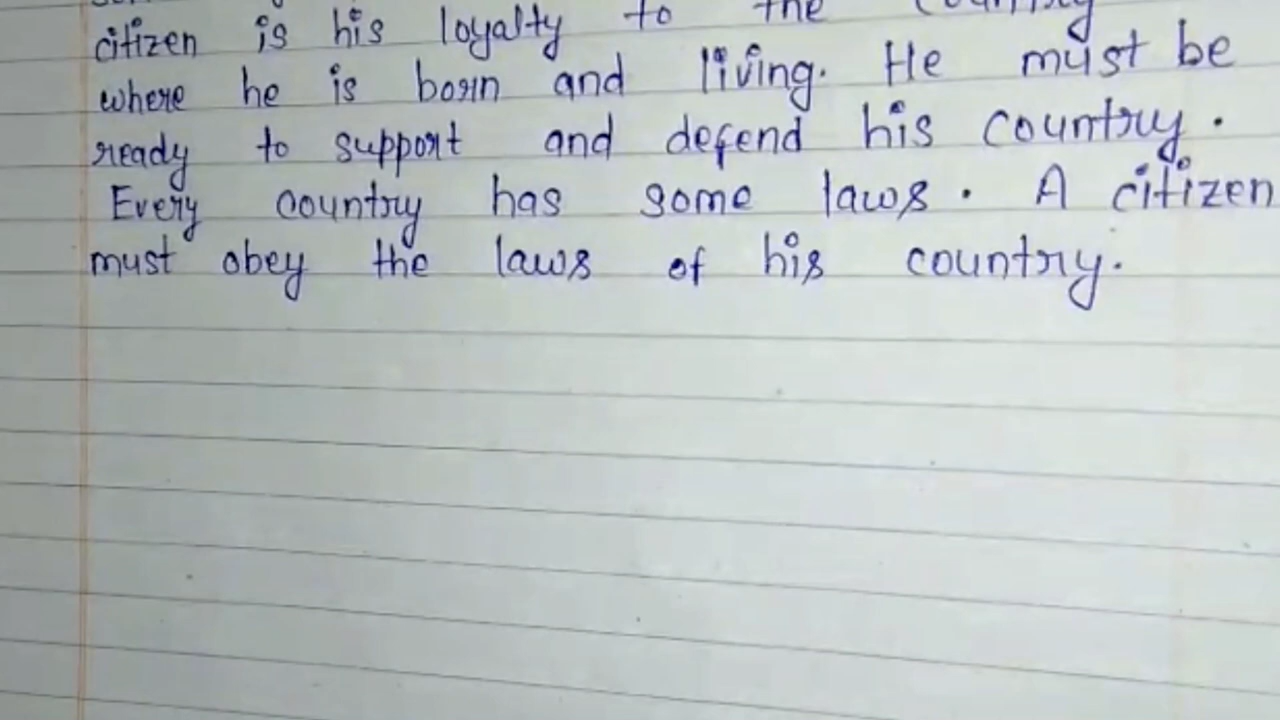 citizen is his loyalty to the country
where he is born and living. He must be
ready to support and defend his country.
Every country has some laws. A citizen
must obey the laws of his country.